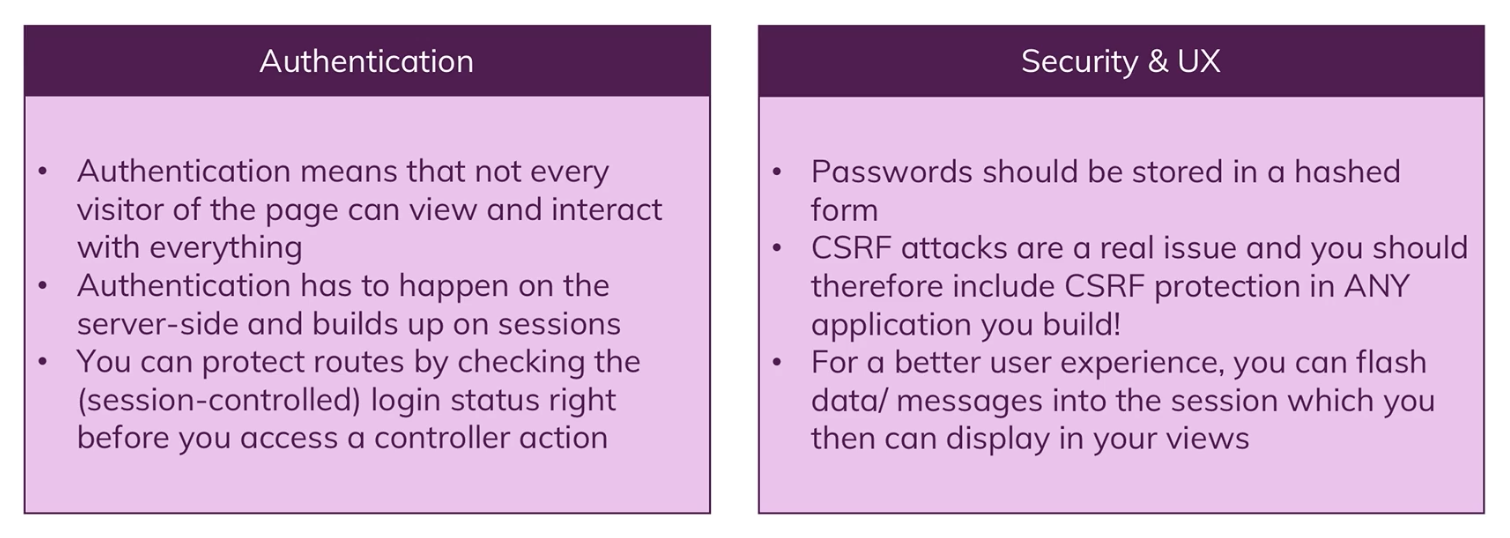 Authentication
• Authentication means that not every
visitor of the page can view and interact
with everything
• Authentication has to happen on the
server-side and builds up on sessions
• You can protect routes by checking the
(session-controlled) login status right
before you access a controller action
Security & UX
• Passwords should be stored in a hashed
form
• CSRF attacks are a real issue and you should
therefore include CSRF protection in ANY
application you build!
• For a better user experience, you can flash
data/ messages into the session which you
then can display in your views